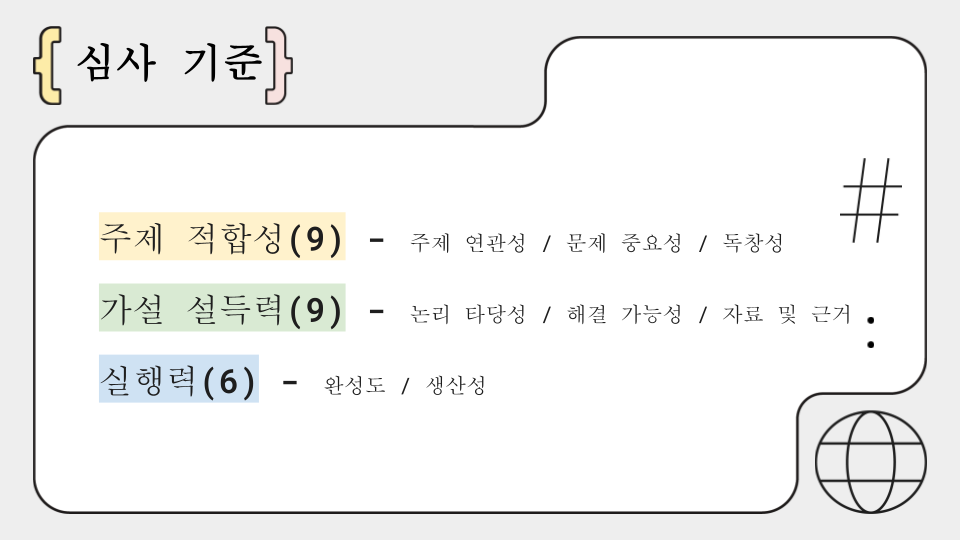 { 심사 기준 }
#
주제 적합성(9) - 주제 연관성 / 문제 중요성 / 독창성
가설 설득력(9) - 논리 타당성 / 해결 가능성 / 자료 및 근거 :
실행력(6) - 완성도 / 생산성